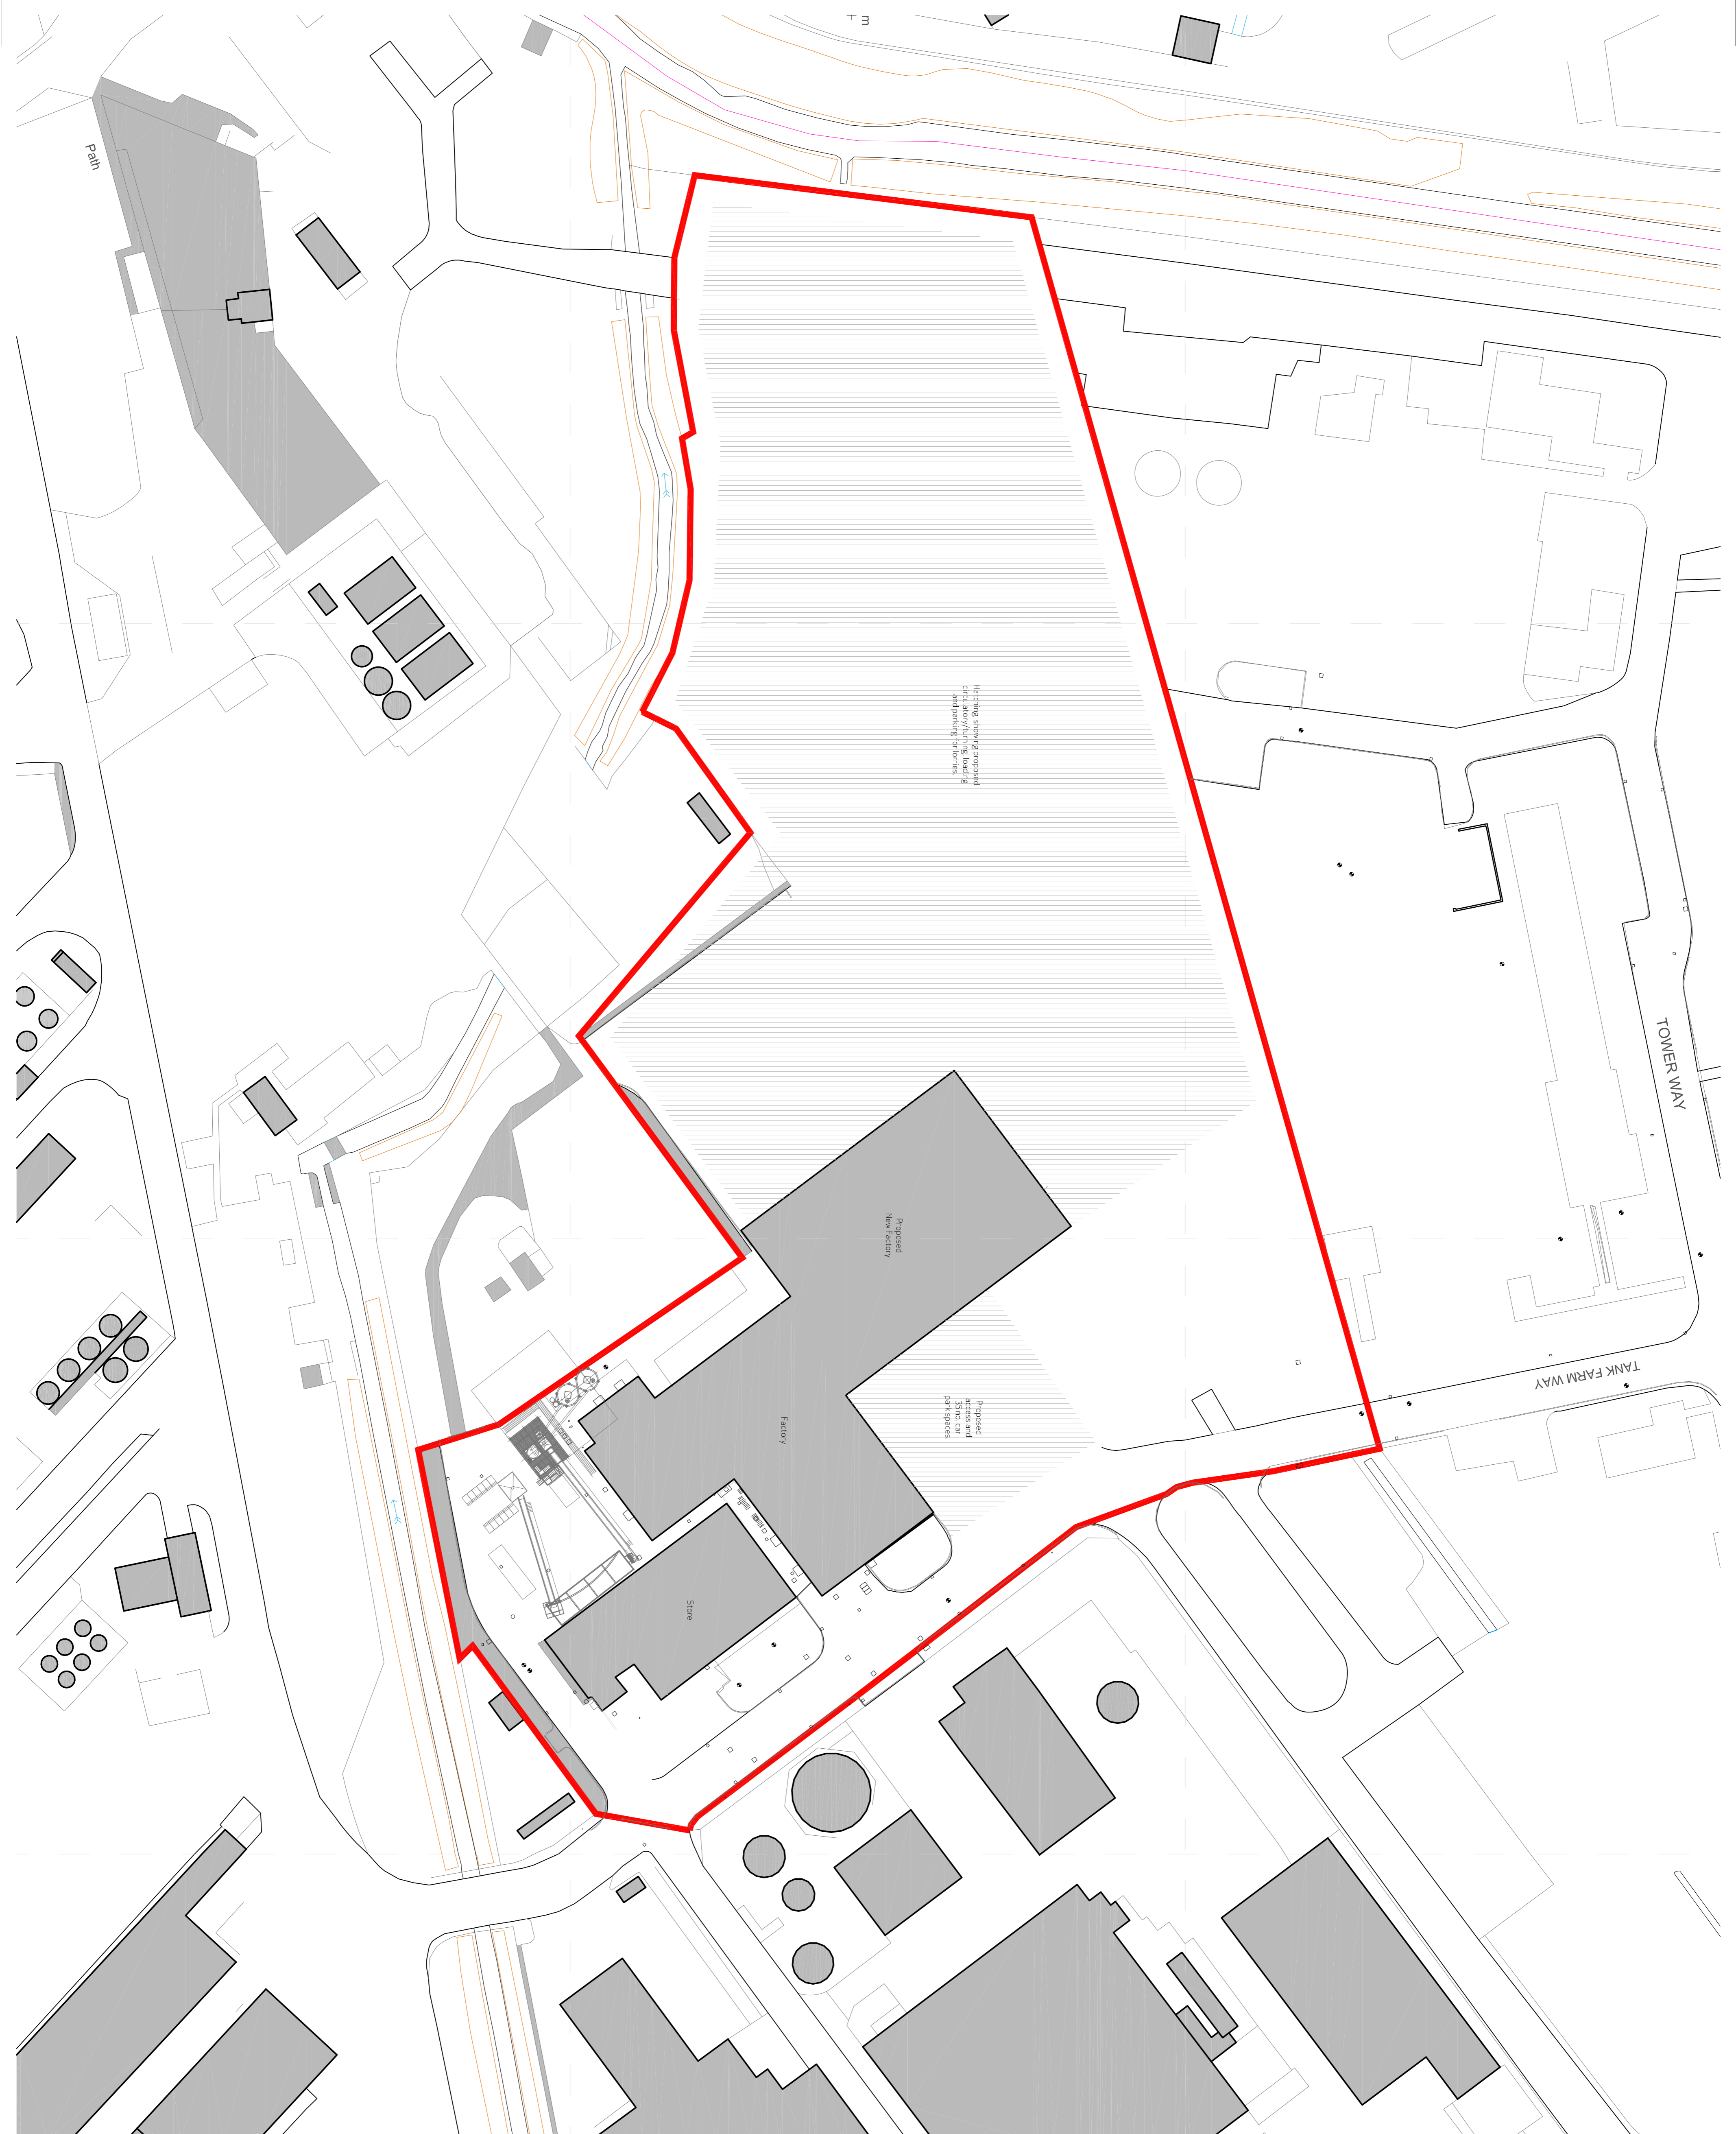 m
Path
Hatching showing proposed
circulatory/turning, loading
and parking for lorries.
TOWER WAY
Proposed
New Factory
TANK FARM WAY
Proposed
access and
35 no. car
park spaces.
Factory
Store